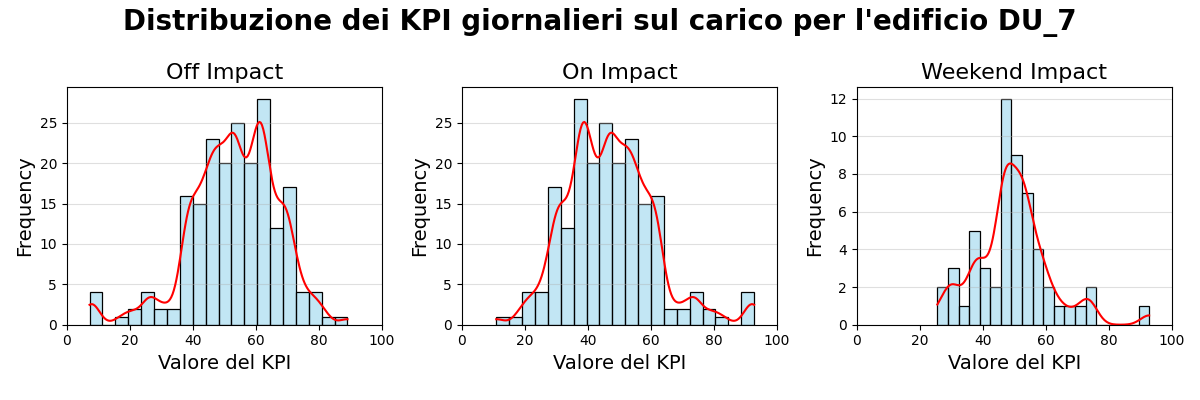 Distribuzione dei KPI giornalieri sul carico per l'edificio DU_7
Off Impact
On Impact
Weekend Impact
Frequency
25
20
15
10
5
0
0 20 40 60 80 100
Valore del KPI
Frequency
25
20
15
10
5
0
0 20 40 60 80 100
Valore del KPI
Frequency
12
10
8
6
4
2
0
0 20 40 60 80 100
Valore del KPI